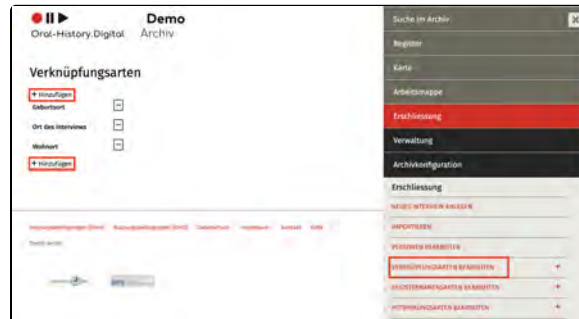 Demo
Oral-History.Digital Archiv
Verknüpfungsarten
+ Hinzufügen
Geburtsort
Ort des Interviews
Wohnort
+ Hinzufügen
Suche im Archiv
Register
Karte
Arbeitsmappe
Erschliessung
Verwaltung
Archivkonfiguration
Erschliessung
NEUES INTERVIEW ANLEGEN
IMPORTIEREN
PERSONEN BEARBEITEN
VERKNÜPFUNGSARTEN BEARBEITEN +
REGISTEREINTRAGSARTEN BEARBEITEN +
MITWIRKUNGSARTEN BEARBEITEN +